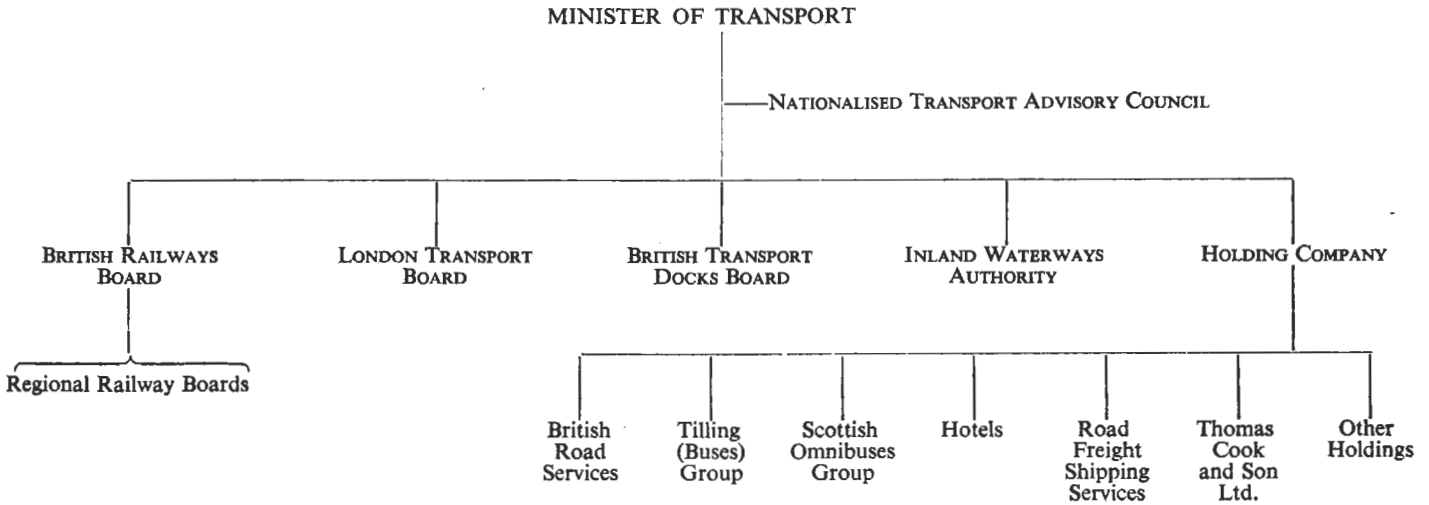 MINISTER OF TRANSPORT
NATIONALISED TRANSPORT ADVISORY COUNCIL
BRITISH RAILWAYS
BOARD
LONDON TRANSPORT
BOARD
BRITISH TRANSPORT
DOCKS BOARD
INLAND WATERWAYS
AUTHORITY
HOLDING COMPANY
Regional Railway Boards
British
Road
Services
Tilling
(Buses)
Group
Scottish
Omnibuses
Group
Hotels
Road
Freight
Shipping
Services
Thomas
Cook
and Son
Ltd.
Other
Holdings